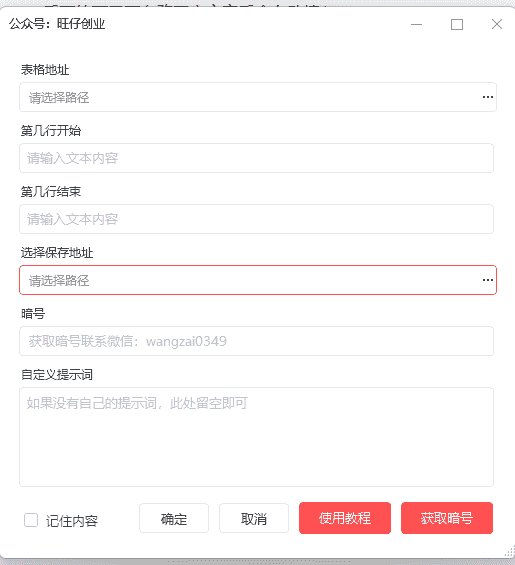 公众号：旺仔创业
表格地址
请选择路径
第几行开始
请输入文本内容
第几行结束
请输入文本内容
选择保存地址
请选择路径
暗号
获取暗号联系微信：wangzai0349
自定义提示词
如果没有自己的提示词，此处留空即可
记住内容 确定 取消 使用教程 获取暗号